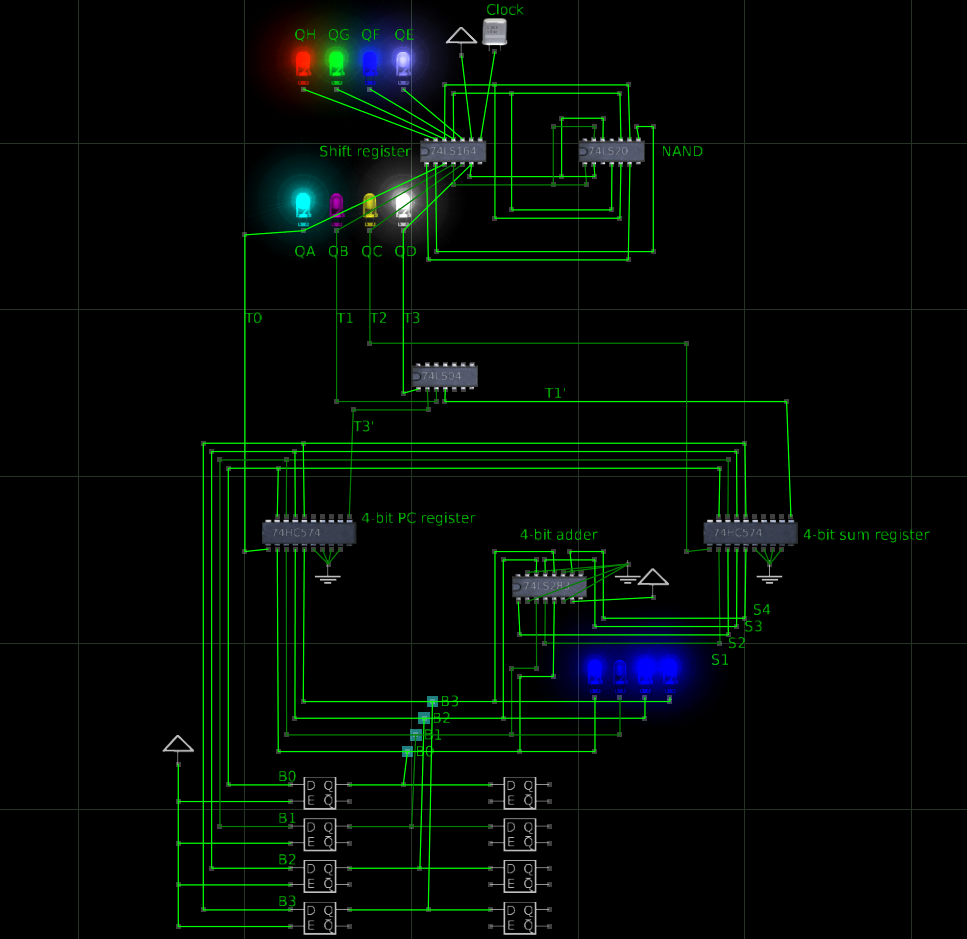 Clock
QH QG QF QE
Shift register
74LS164
74LS20
NAND
QA QB QC QD
T0
T1
T2
T3
74LS04
T1'
T3'
74HC574
4-bit PC register
4-bit adder
74HC574
4-bit sum register
74LS283
S4
S3
S2
S1
B3
B2
B1
B0
B0
D Q
E Q
D Q
E Q
B1
D Q
E Q
D Q
E Q
B2
D Q
E Q
D Q
E Q
B3
D Q
E Q
D Q
E Q